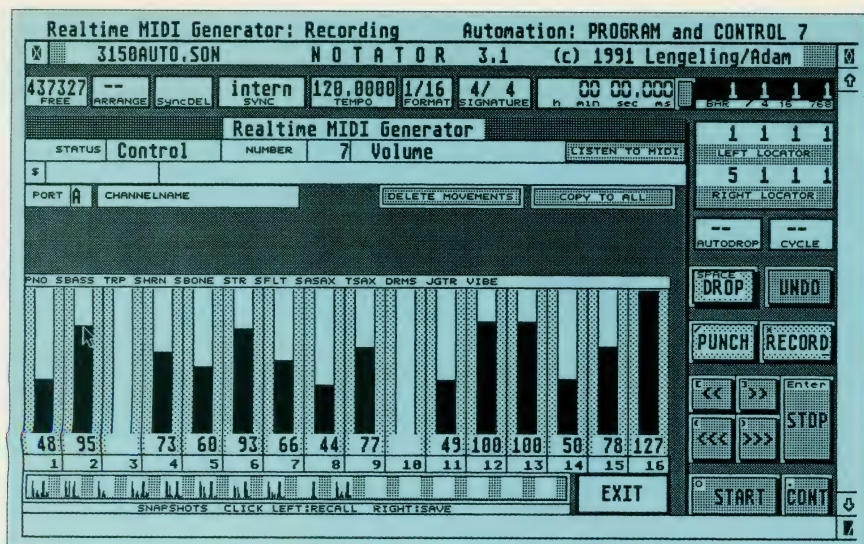 Realtime MIDI Generator: Recording Automation: PROGRAM and CONTROL 7
3150AUTO.SON N O T A T O R 3.1 (c) 1991 Lengeling/Adam
437327 -- intern 120.0000 1/16 4/ 4 00 00.000 1 1 1 1
FREE ARRANGE SyncDEL SYNC TEMPO FORMAT SIGNATURE h min sec ms BAR / 4 16 768
Realtime MIDI Generator
STATUS Control NUMBER 7 Volume LISTEN TO MIDI
$
PORT A CHANNELNAME DELETE MOVEMENTS COPY TO ALL
1 1 1 1
LEFT LOCATOR
5 1 1 1
RIGHT LOCATOR
-- --
AUTODROP CYCLE
PNO SBASS TRP SHRN SBONE STR SFLT SASAX TSAX DRMS JGTR VIBE
48 95 73 60 93 66 44 77 49 100 100 50 78 127
1 2 3 4 5 6 7 8 9 10 11 12 13 14 15 16
SNAPSHOTS CLICK LEFT:RECALL RIGHT:SAVE
EXIT
SPACE
DROP UNDO
PUNCH RECORD
<< >> Enter
STOP
<<< >>>
START CONT